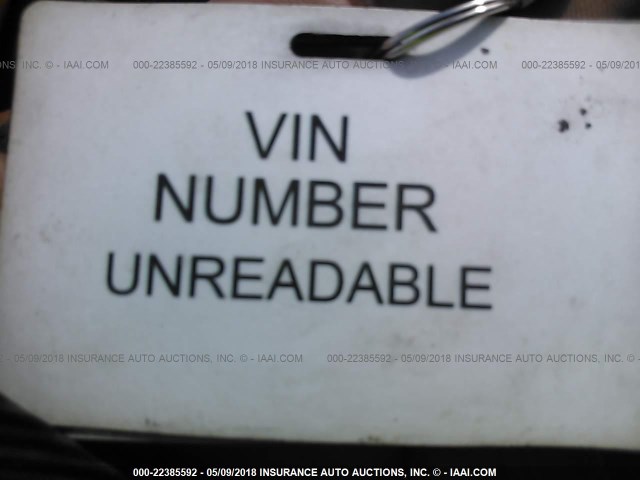 INC. © - IAAI.COM 000-22385592 - 05/09/2018 INSURANCE AUTO AUCTIONS, INC. © - IAAI.COM 000-22385592 - 05/09/2018
VIN
NUMBER
UNREADABLE
05/09/2018 INSURANCE AUTO AUCTIONS, INC. © - IAAI.COM 000-22385592 - 05/09/2018 INSURANCE AUTO AUCTIONS, INC.
000-22385592 - 05/09/2018 INSURANCE AUTO AUCTIONS, INC. © - IAAI.COM